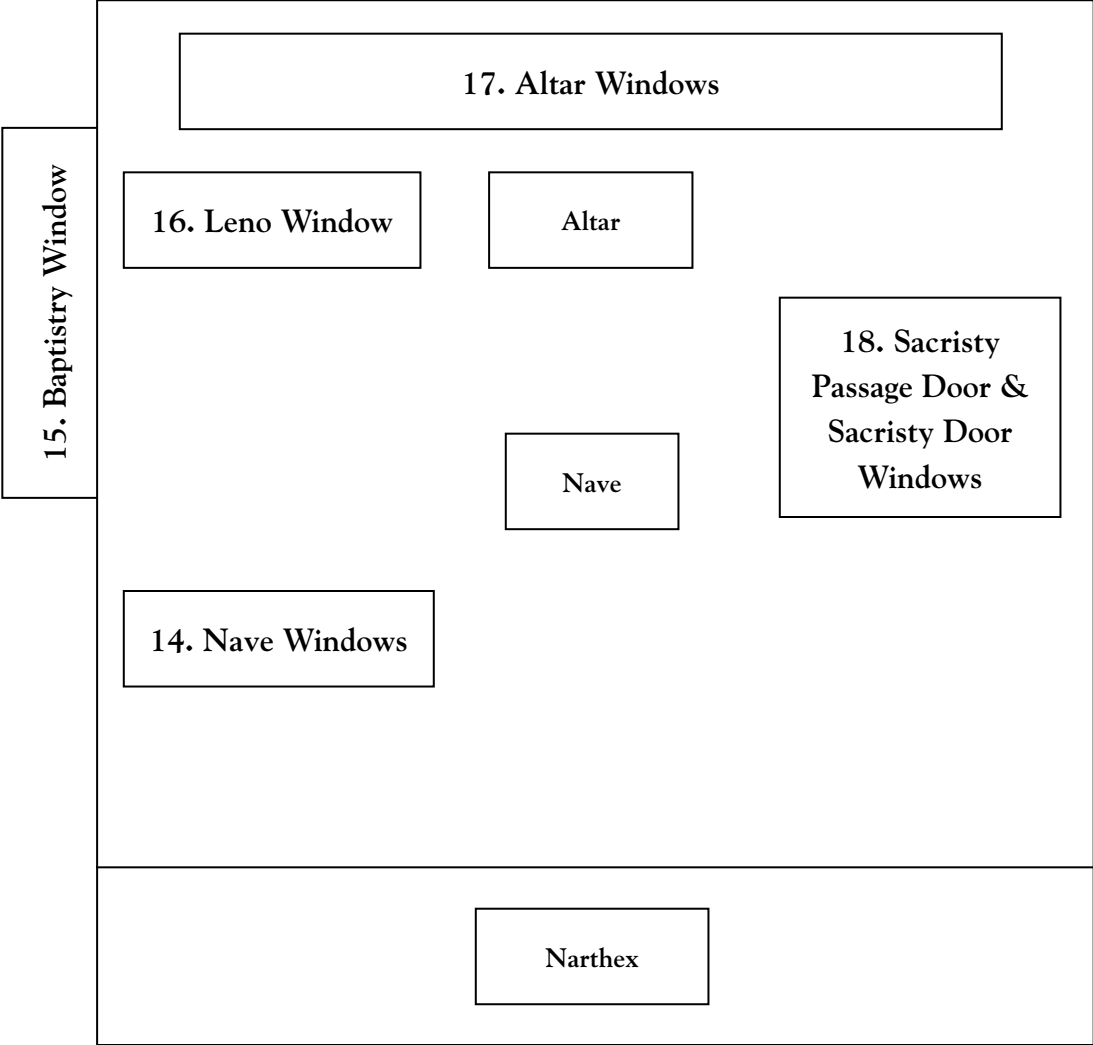 17. Altar Windows
15. Baptistry Window
16. Leno Window
Altar
18. Sacristy
Passage Door &
Sacristy Door
Windows
Nave
14. Nave Windows
Narthex